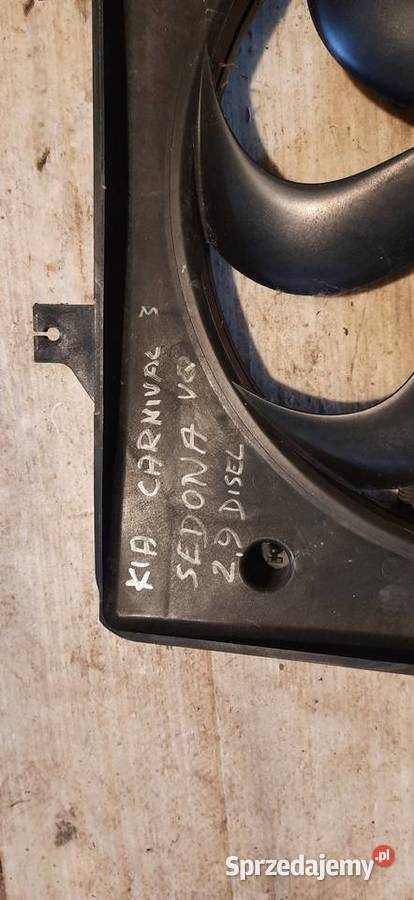 KIA CARNIVAL 3
SEDONA VQ
2,9 DISEL
Sprzedajemy.pl